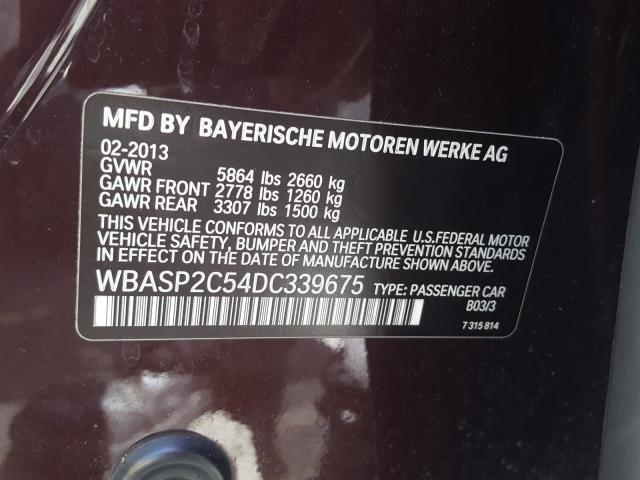 MFD BY BAYERISCHE MOTOREN WERKE AG
02-2013
GVWR 5864 lbs 2660 kg
GAWR FRONT 2778 lbs 1260 kg
GAWR REAR 3307 lbs 1500 kg
THIS VEHICLE CONFORMS TO ALL APPLICABLE U.S.FEDERAL MOTOR
VEHICLE SAFETY, BUMPER AND THEFT PREVENTION STANDARDS
IN EFFECT ON THE DATE OF MANUFACTURE SHOWN ABOVE.
WBASP2C54DC339675 TYPE: PASSENGER CAR
B03/3
7 315 814